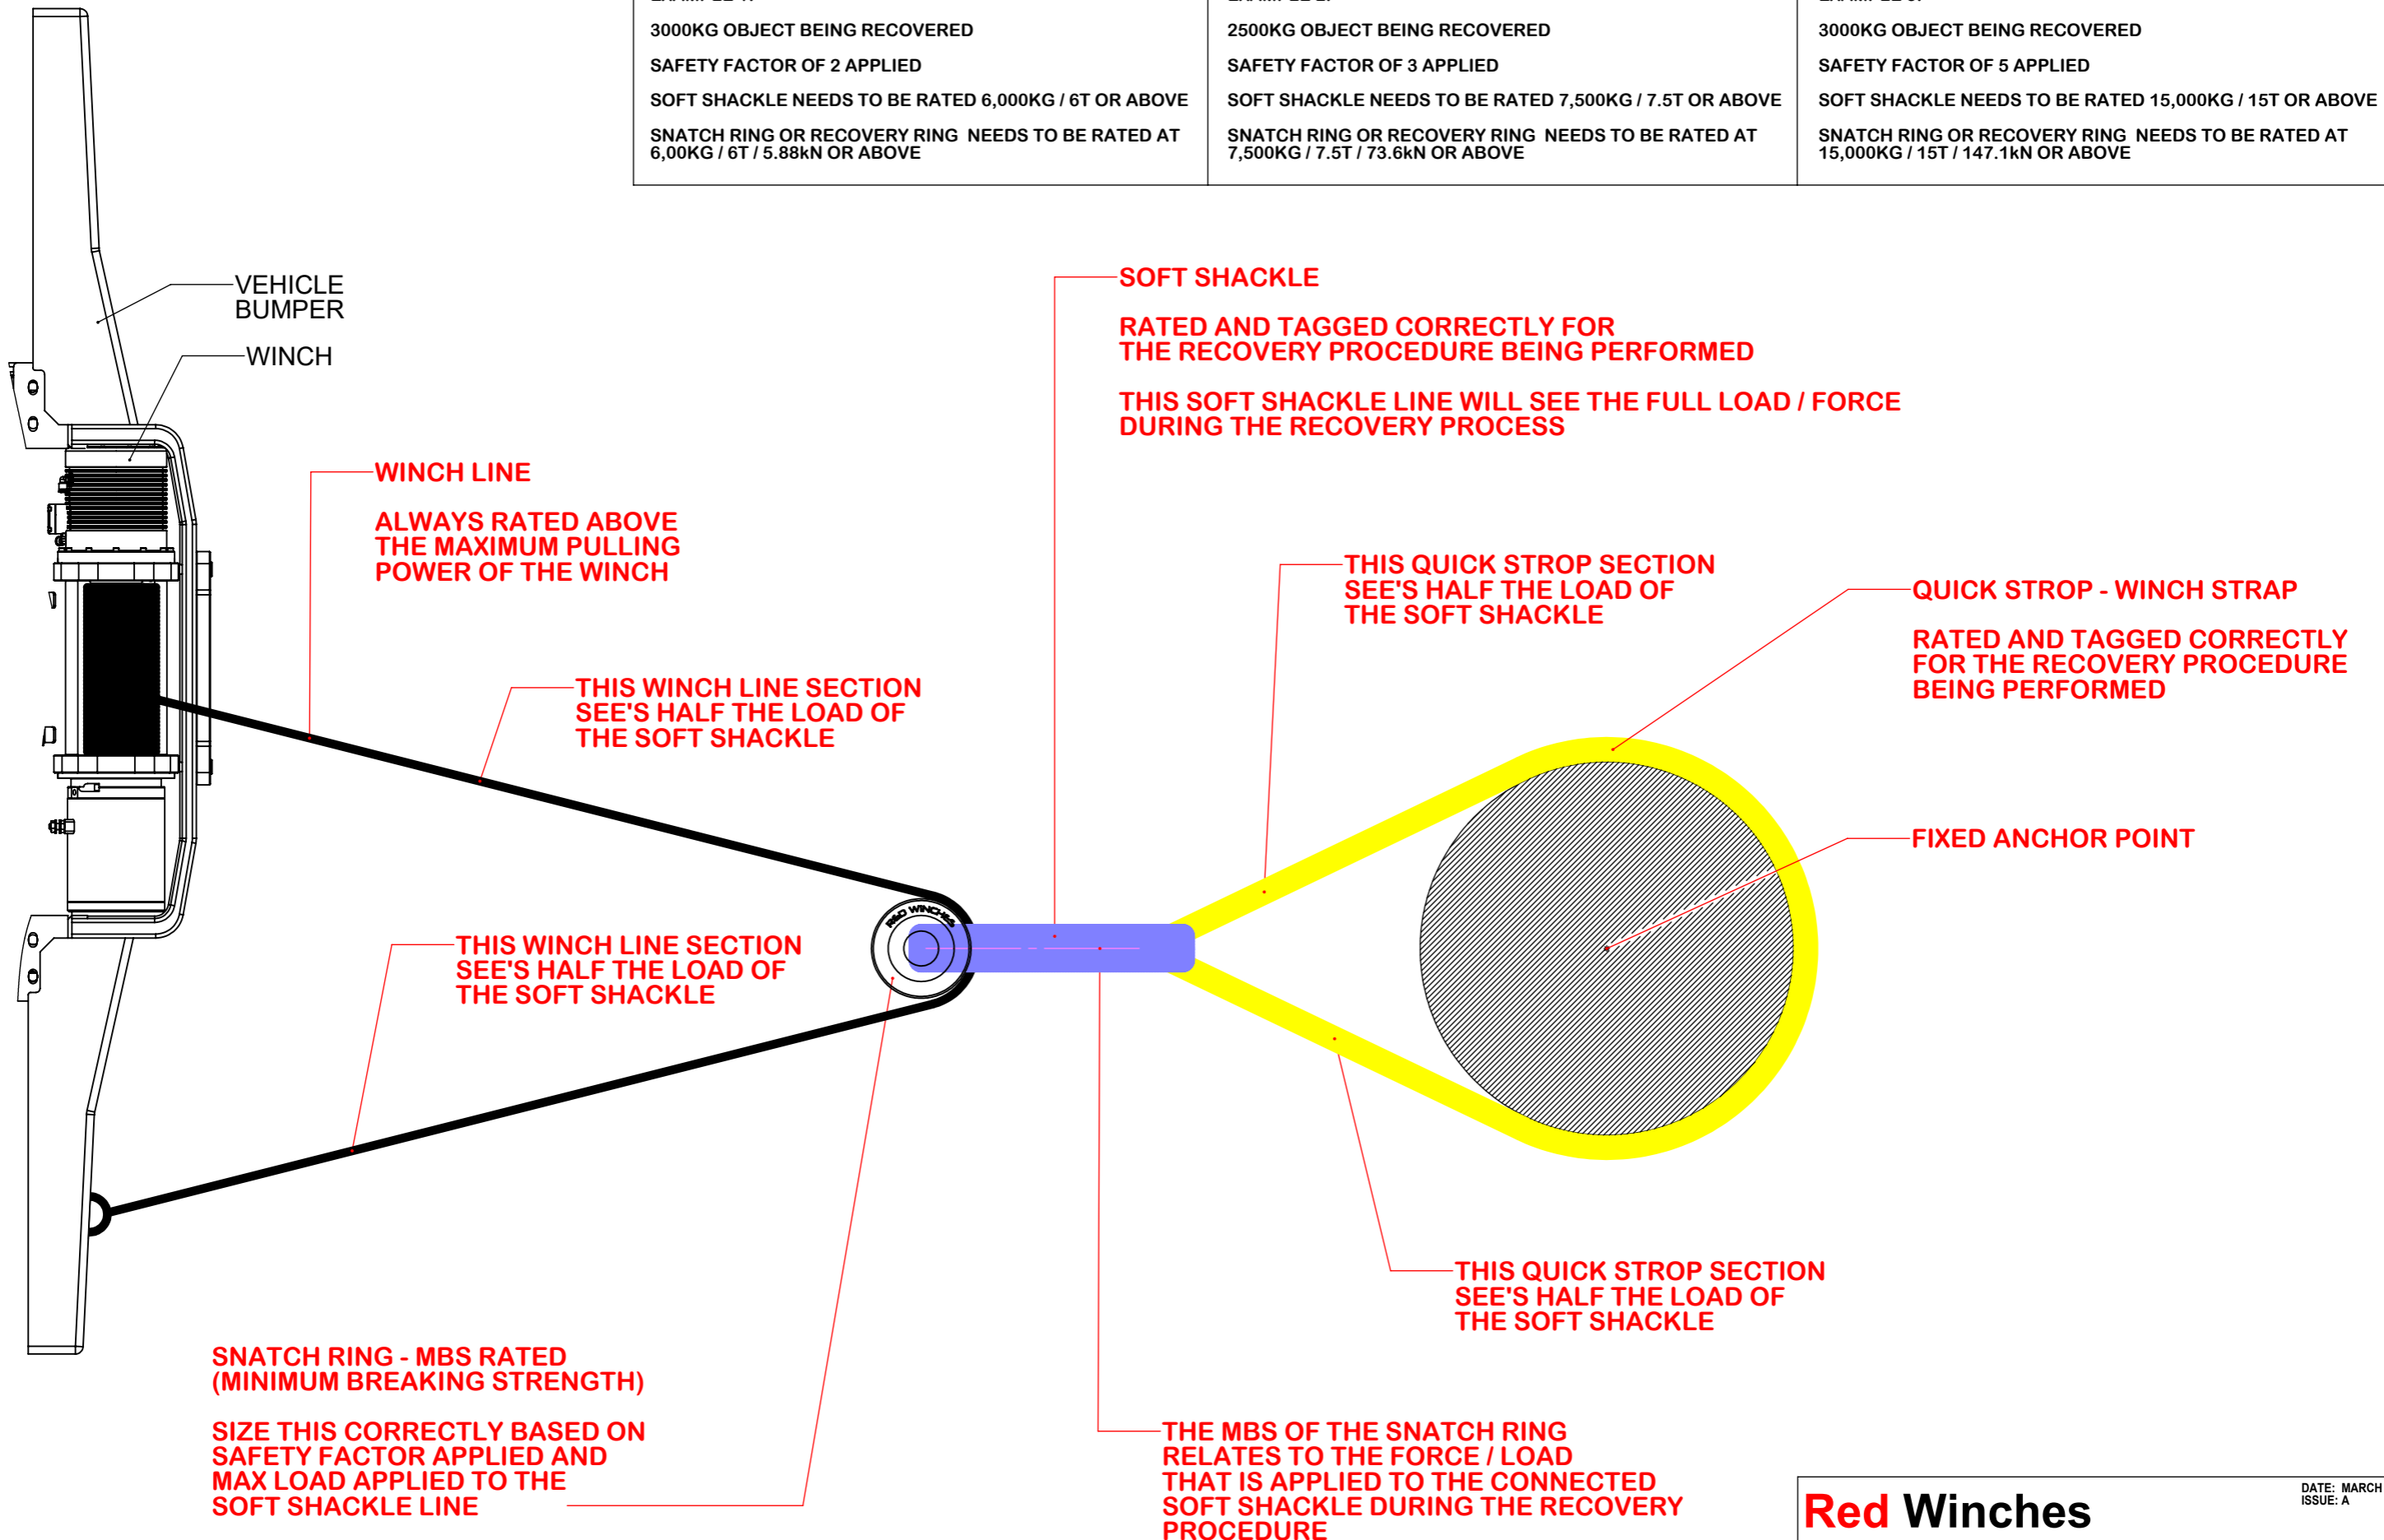 3000KG OBJECT BEING RECOVERED
SAFETY FACTOR OF 2 APPLIED
SOFT SHACKLE NEEDS TO BE RATED 6,000KG / 6T OR ABOVE
SNATCH RING OR RECOVERY RING NEEDS TO BE RATED AT
6,00KG / 6T / 5.88kN OR ABOVE
2500KG OBJECT BEING RECOVERED
SAFETY FACTOR OF 3 APPLIED
SOFT SHACKLE NEEDS TO BE RATED 7,500KG / 7.5T OR ABOVE
SNATCH RING OR RECOVERY RING NEEDS TO BE RATED AT
7,500KG / 7.5T / 73.6kN OR ABOVE
3000KG OBJECT BEING RECOVERED
SAFETY FACTOR OF 5 APPLIED
SOFT SHACKLE NEEDS TO BE RATED 15,000KG / 15T OR ABOVE
SNATCH RING OR RECOVERY RING NEEDS TO BE RATED AT
15,000KG / 15T / 147.1kN OR ABOVE
VEHICLE
BUMPER
WINCH
SOFT SHACKLE
RATED AND TAGGED CORRECTLY FOR
THE RECOVERY PROCEDURE BEING PERFORMED
THIS SOFT SHACKLE LINE WILL SEE THE FULL LOAD / FORCE
DURING THE RECOVERY PROCESS
WINCH LINE
ALWAYS RATED ABOVE
THE MAXIMUM PULLING
POWER OF THE WINCH
THIS QUICK STROP SECTION
SEE'S HALF THE LOAD OF
THE SOFT SHACKLE
QUICK STROP - WINCH STRAP
RATED AND TAGGED CORRECTLY
FOR THE RECOVERY PROCEDURE
BEING PERFORMED
THIS WINCH LINE SECTION
SEE'S HALF THE LOAD OF
THE SOFT SHACKLE
FIXED ANCHOR POINT
RED WINCHES
THIS WINCH LINE SECTION
SEE'S HALF THE LOAD OF
THE SOFT SHACKLE
THIS QUICK STROP SECTION
SEE'S HALF THE LOAD OF
THE SOFT SHACKLE
SNATCH RING - MBS RATED
(MINIMUM BREAKING STRENGTH)
SIZE THIS CORRECTLY BASED ON
SAFETY FACTOR APPLIED AND
MAX LOAD APPLIED TO THE
SOFT SHACKLE LINE
THE MBS OF THE SNATCH RING
RELATES TO THE FORCE / LOAD
THAT IS APPLIED TO THE CONNECTED
SOFT SHACKLE DURING THE RECOVERY
PROCEDURE
Red Winches
DATE: MARCH
ISSUE: A